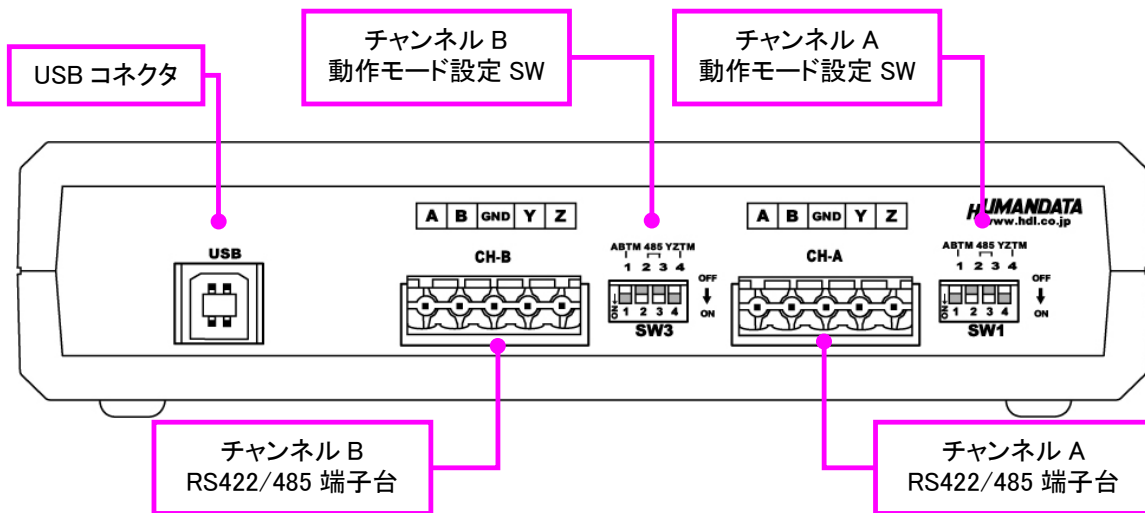 チャンネル B
動作モード設定 SW
チャンネル A
動作モード設定 SW
USB コネクタ
A B GND Y Z
A B GND Y Z
HUMANDATA
www.hdl.co.jp
USB
CH-B
ABTM 485 YZTM
1 2 3 4
OFF
ON
ON
1 2 3 4
SW3
CH-A
ABTM 485 YZTM
1 2 3 4
OFF
ON
ON
1 2 3 4
SW1
チャンネル B
RS422/485 端子台
チャンネル A
RS422/485 端子台